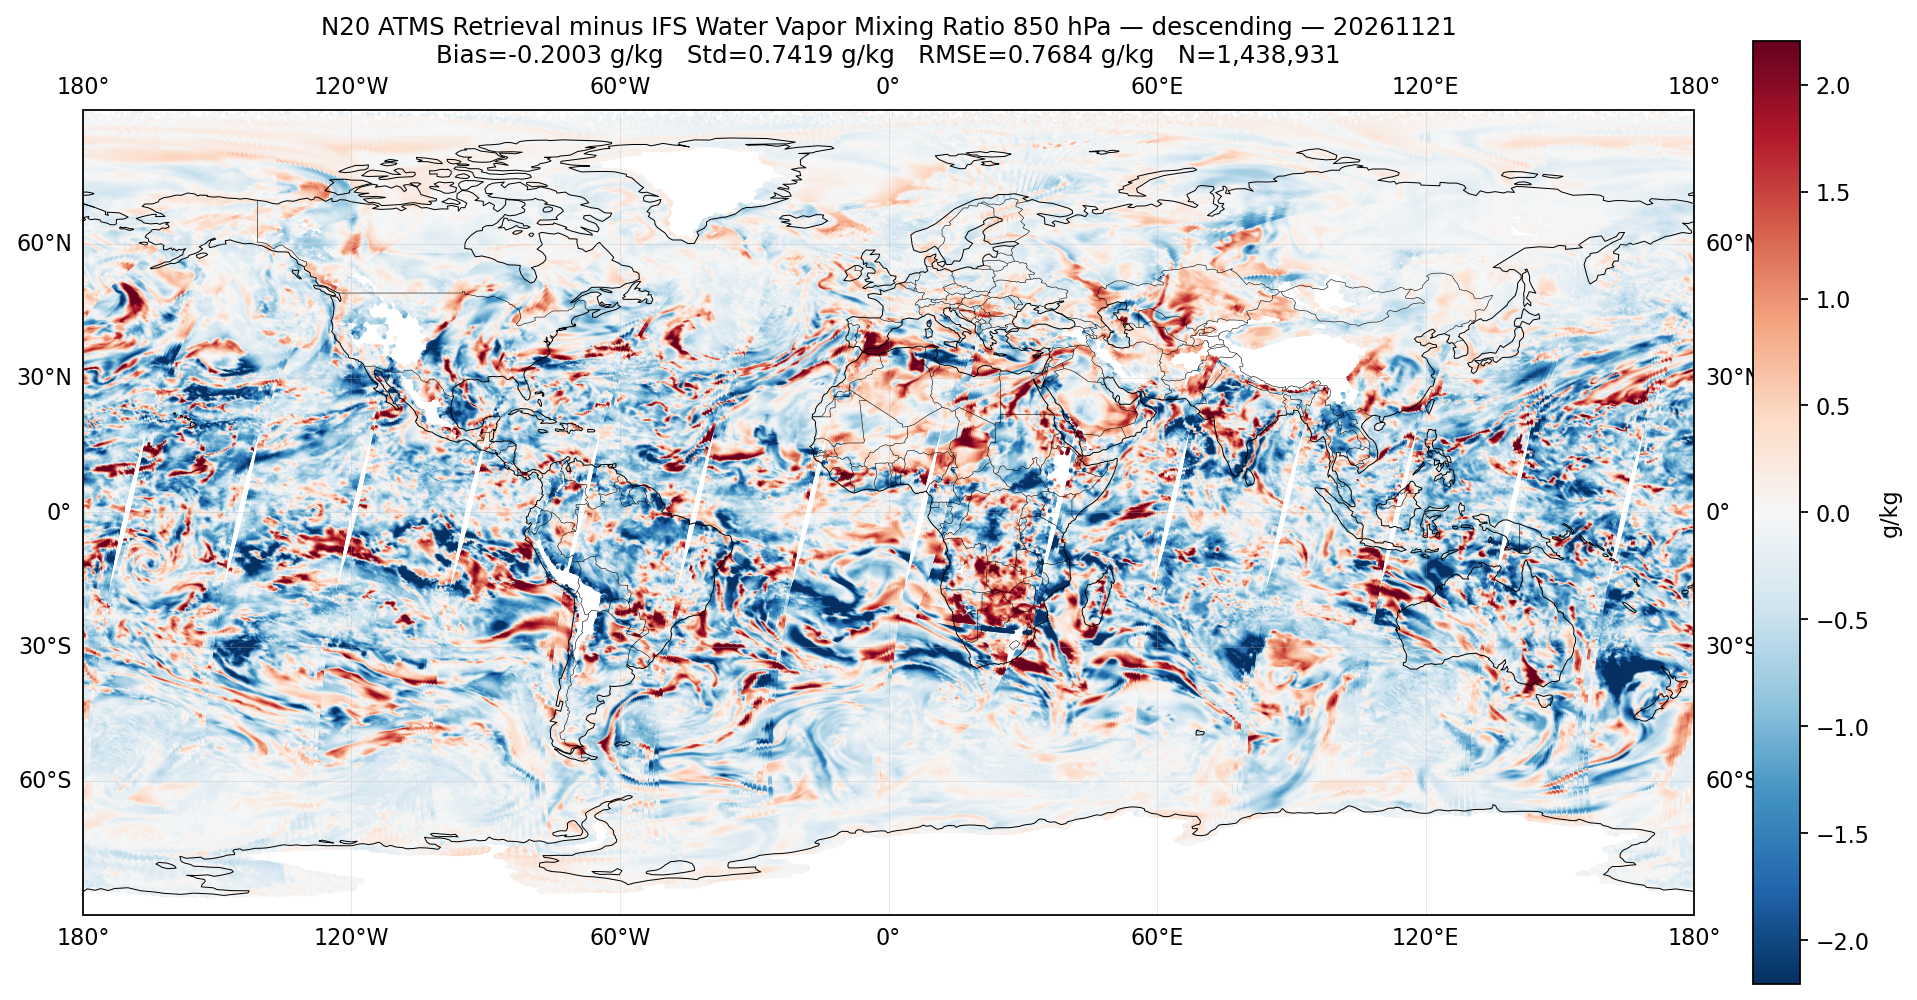 N20 ATMS Retrieval minus IFS Water Vapor Mixing Ratio 850 hPa — descending — 20261121
Bias=-0.2003 g/kg   Std=0.7419 g/kg   RMSE=0.7684 g/kg   N=1,438,931
180° 120°W 60°W 0° 60°E 120°E 180°
60°N 60°N
30°N 30°N
0° 0°
30°S 30°S
60°S 60°S
180° 120°W 60°W 0° 60°E 120°E 180°
2.0
1.5
1.0
0.5
0.0
−0.5
−1.0
−1.5
−2.0
g/kg